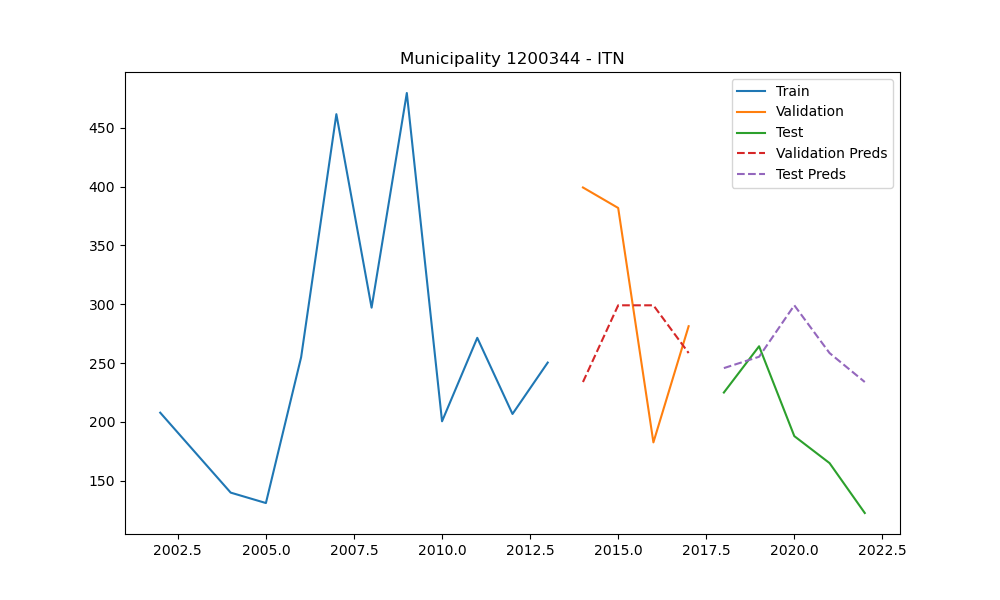 Municipality 1200344 - ITN
Train
Validation
Test
Validation Preds
Test Preds
450
400
350
300
250
200
150
2002.5 2005.0 2007.5 2010.0 2012.5 2015.0 2017.5 2020.0 2022.5